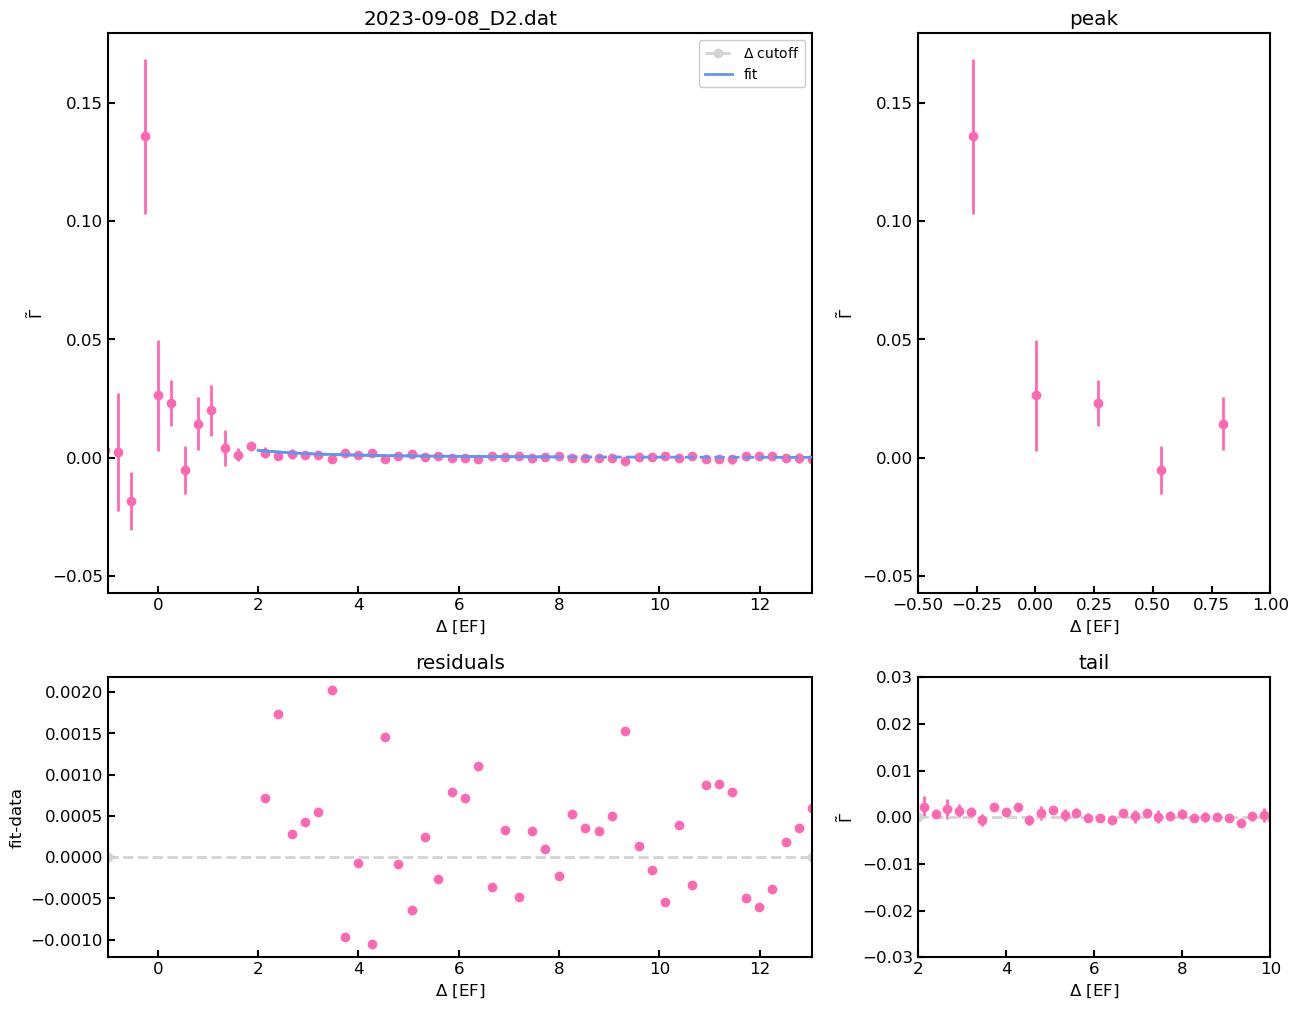 2023-09-08_D2.dat
Δ cutoff
fit
0.15
0.10
0.05
0.00
−0.05
Γ̃
0 2 4 6 8 10 12
Δ [EF]
peak
0.15
0.10
0.05
0.00
−0.05
Γ̃
−0.50 −0.25 0.00 0.25 0.50 0.75 1.00
Δ [EF]
residuals
0.0020
0.0015
0.0010
0.0005
0.0000
−0.0005
−0.0010
fit-data
0 2 4 6 8 10 12
Δ [EF]
tail
0.03
0.02
0.01
0.00
−0.01
−0.02
−0.03
Γ̃
2 4 6 8 10
Δ [EF]